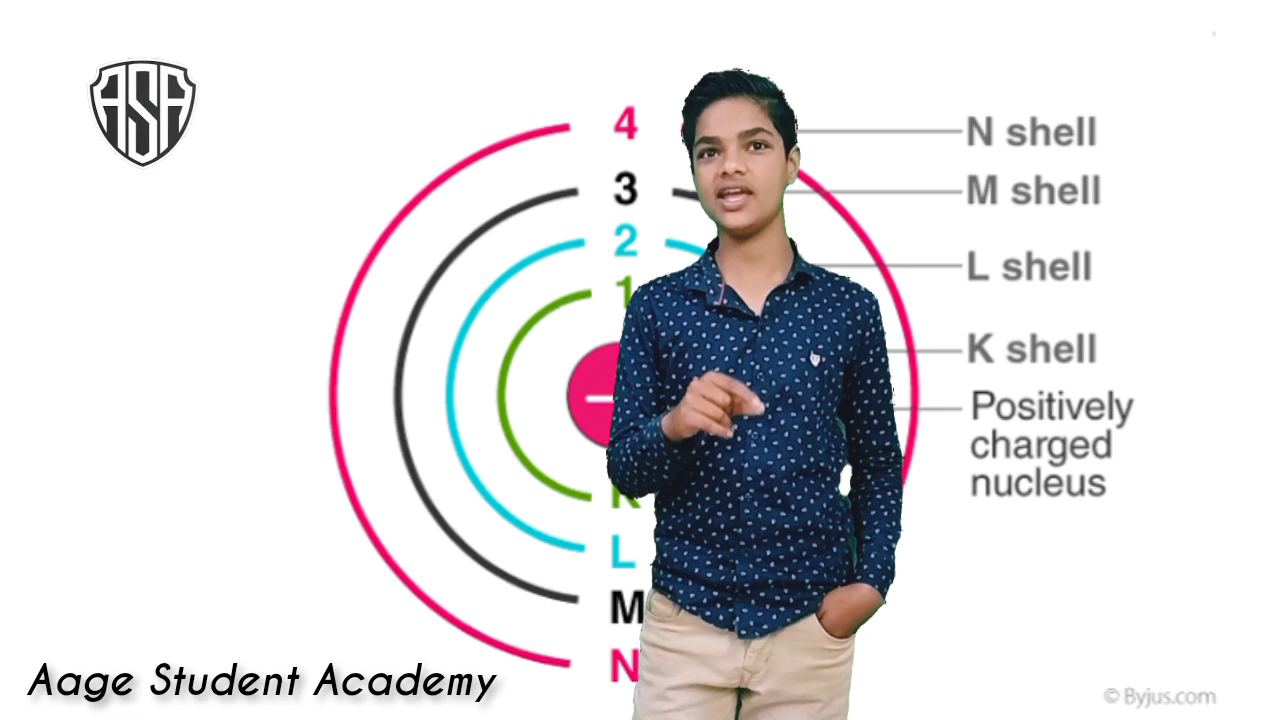 ASA
4
N shell
3
M shell
2
L shell
1
K shell
Positively
charged
nucleus
K
L
M
N
Aage Student Academy
© Byjus.com